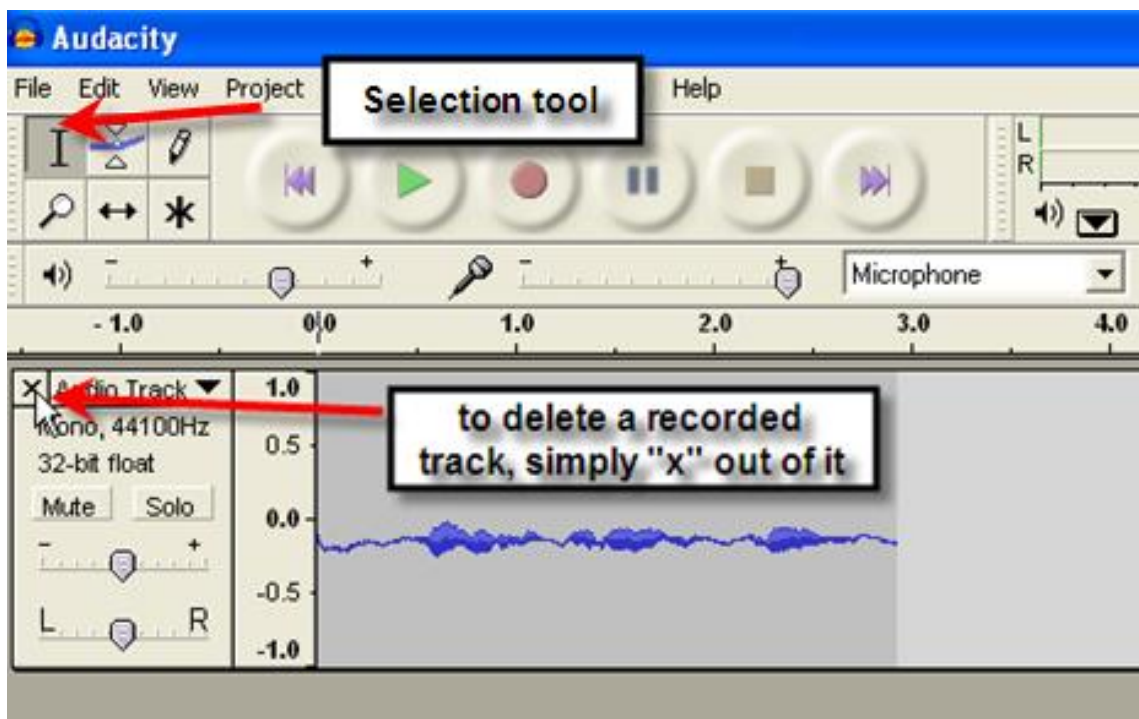 Audacity
File Edit View Project Help
Selection tool
L
R
- + - + Microphone
- 1.0 0.0 1.0 2.0 3.0 4.0
X Audio Track 1.0
to delete a recorded
track, simply "x" out of it
Mono, 44100Hz
0.5
32-bit float
Mute Solo
0.0
- +
-0.5
L R
-1.0